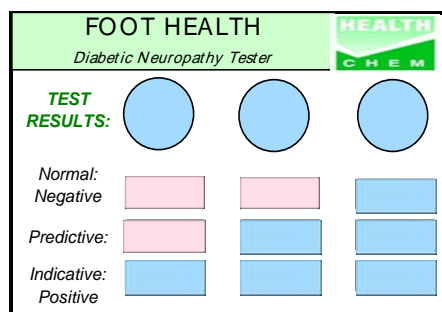 FOOT HEALTH
Diabetic Neuropathy Tester
HEALTH
CHEM
TEST
RESULTS:
Normal:
Negative
Predictive:
Indicative:
Positive